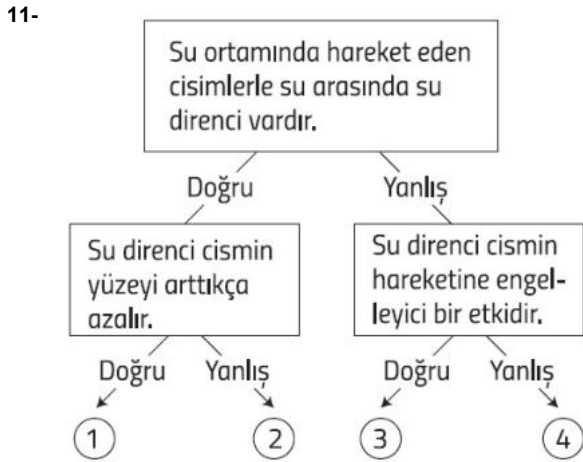 11-
Su ortamında hareket eden
cisimlerle su arasında su
direnci vardır.
Doğru Yanlış
Su direnci cismin
yüzeyi arttıkça
azalır.
Su direnci cismin
hareketine engel-
leyici bir etkidir.
Doğru Yanlış Doğru Yanlış
1 2 3 4